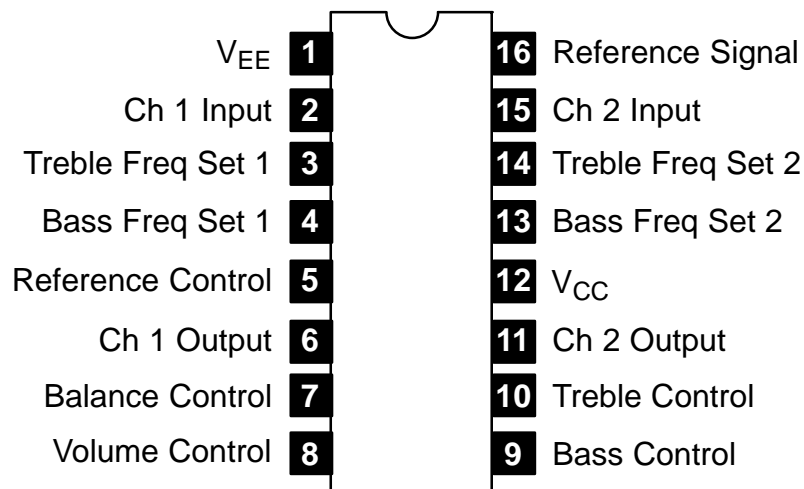 VEE 1
Ch 1 Input 2
Treble Freq Set 1 3
Bass Freq Set 1 4
Reference Control 5
Ch 1 Output 6
Balance Control 7
Volume Control 8
16 Reference Signal
15 Ch 2 Input
14 Treble Freq Set 2
13 Bass Freq Set 2
12 VCC
11 Ch 2 Output
10 Treble Control
9 Bass Control